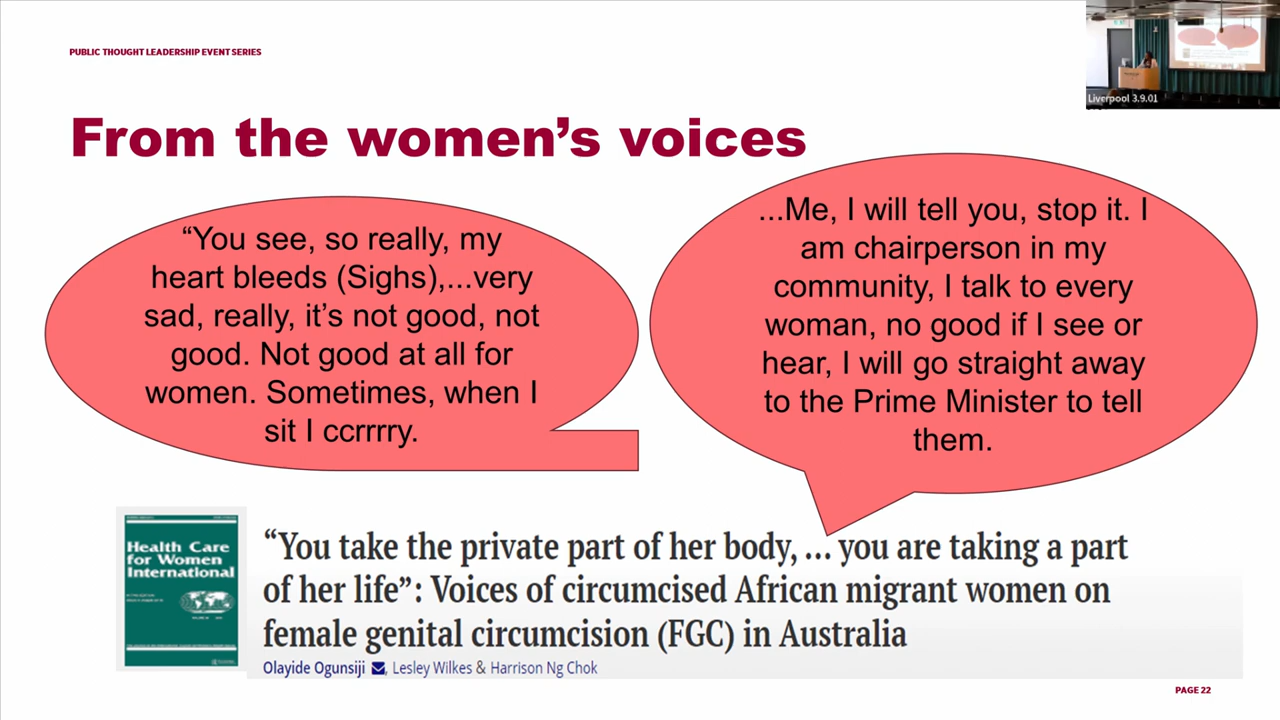 PUBLIC THOUGHT LEADERSHIP EVENT SERIES
Liverpool 3.9.01
From the women’s voices
“You see, so really, my
heart bleeds (Sighs),...very
sad, really, it’s not good, not
good. Not good at all for
women. Sometimes, when I
sit I ccrrrry.
...Me, I will tell you, stop it. I
am chairperson in my
community, I talk to every
woman, no good if I see or
hear, I will go straight away
to the Prime Minister to tell
them.
Health Care
for Women
International
“You take the private part of her body, ... you are taking a part
of her life”: Voices of circumcised African migrant women on
female genital circumcision (FGC) in Australia
Olayide Ogunsiji, Lesley Wilkes & Harrison Ng Chok
PAGE 22